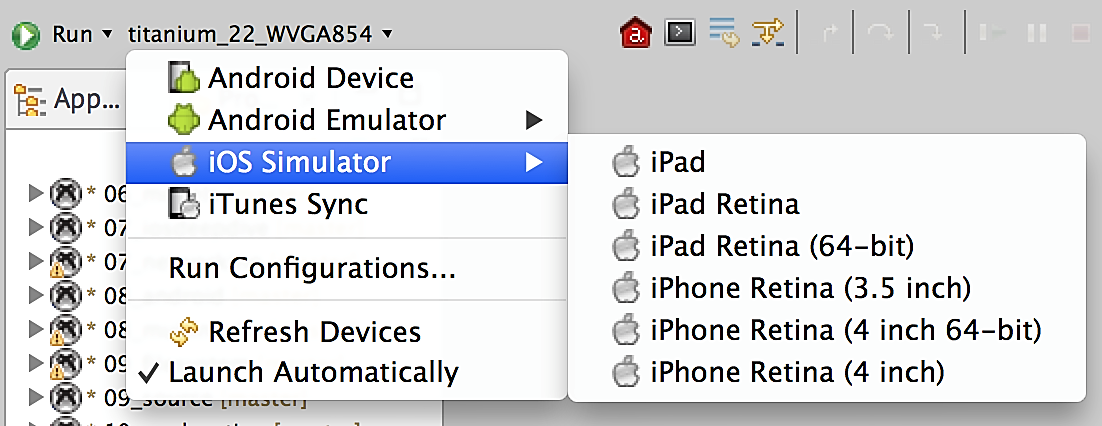 Run titanium_22_WVGA854
App...
Android Device
Android Emulator
iOS Simulator
iTunes Sync
Run Configurations...
Refresh Devices
Launch Automatically
iPad
iPad Retina
iPad Retina (64-bit)
iPhone Retina (3.5 inch)
iPhone Retina (4 inch 64-bit)
iPhone Retina (4 inch)
* 06
* 07
* 07
* 08
* 08
* 09
* 09_source [master]